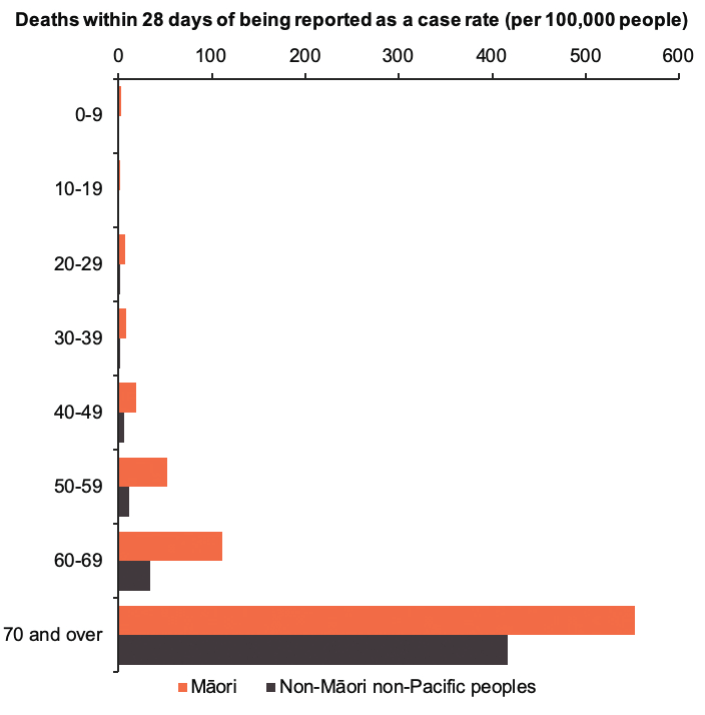 Deaths within 28 days of being reported as a case rate (per 100,000 people)
0 100 200 300 400 500 600
0-9
10-19
20-29
30-39
40-49
50-59
60-69
70 and over
Māori Non-Māori non-Pacific peoples